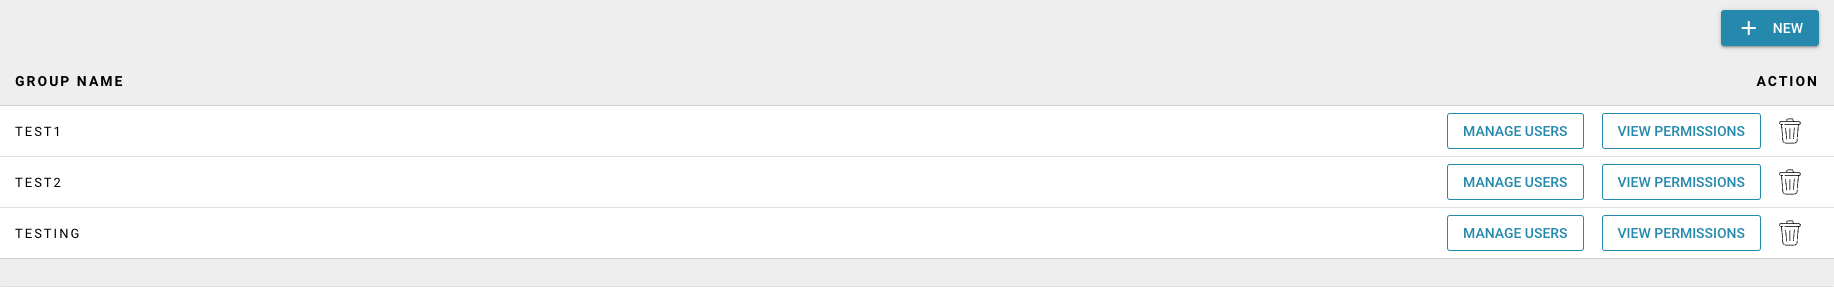 + NEW
GROUP NAME ACTION
TEST1 MANAGE USERS VIEW PERMISSIONS
TEST2 MANAGE USERS VIEW PERMISSIONS
TESTING MANAGE USERS VIEW PERMISSIONS